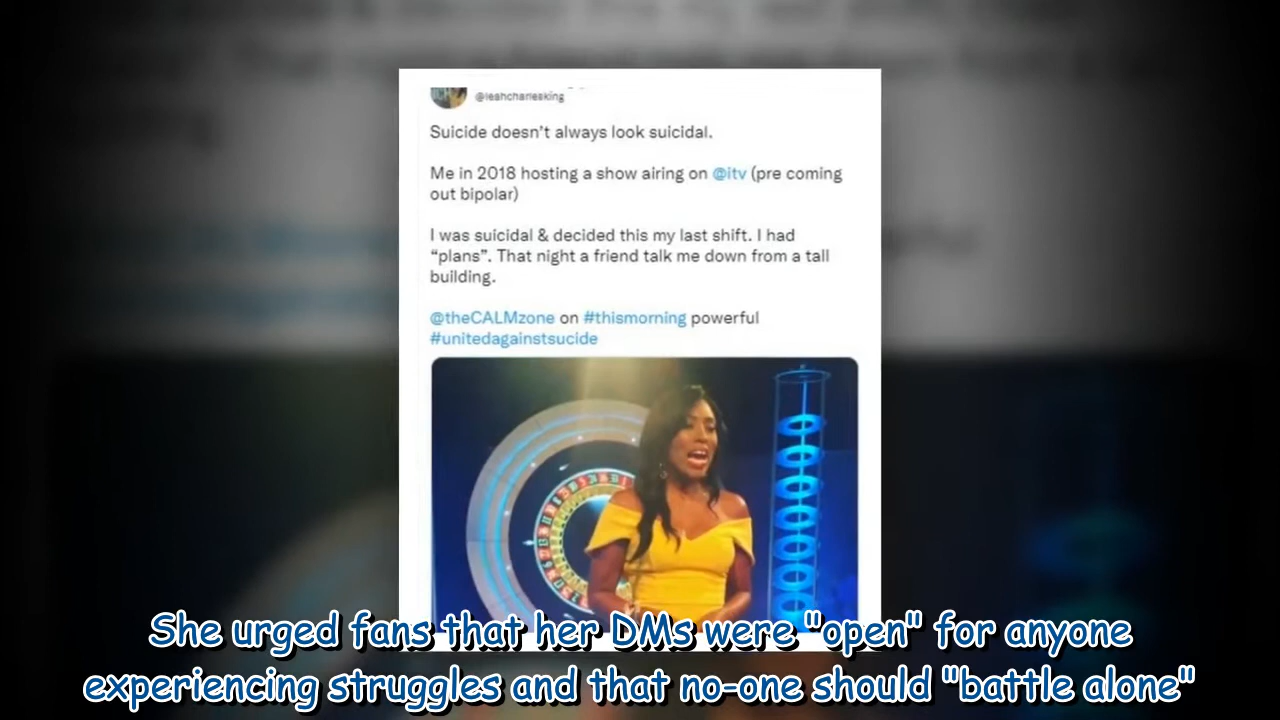 @leahcharlesking
Suicide doesn’t always look suicidal.
Me in 2018 hosting a show airing on @itv (pre coming
out bipolar)
I was suicidal & decided this my last shift. I had
“plans”. That night a friend talk me down from a tall
building.
@theCALMzone on #thismorning powerful
#unitedagainstsucide
She urged fans that her DMs were "open" for anyone
experiencing struggles and that no-one should "battle alone"